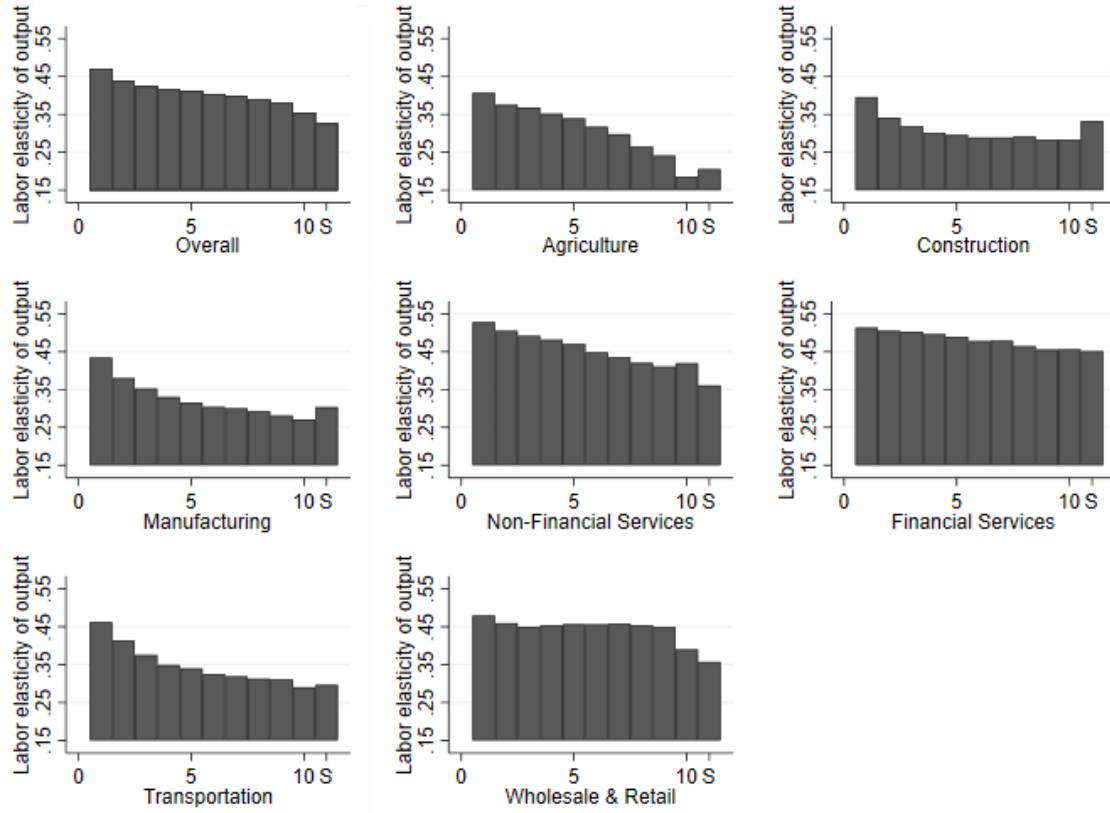 Labor elasticity of output
.15 .25 .35 .45 .55
0 5 10 S
Overall
Labor elasticity of output
.15 .25 .35 .45 .55
0 5 10 S
Agriculture
Labor elasticity of output
.15 .25 .35 .45 .55
0 5 10 S
Construction
Labor elasticity of output
.15 .25 .35 .45 .55
0 5 10 S
Manufacturing
Labor elasticity of output
.15 .25 .35 .45 .55
0 5 10 S
Non-Financial Services
Labor elasticity of output
.15 .25 .35 .45 .55
0 5 10 S
Financial Services
Labor elasticity of output
.15 .25 .35 .45 .55
0 5 10 S
Transportation
Labor elasticity of output
.15 .25 .35 .45 .55
0 5 10 S
Wholesale & Retail